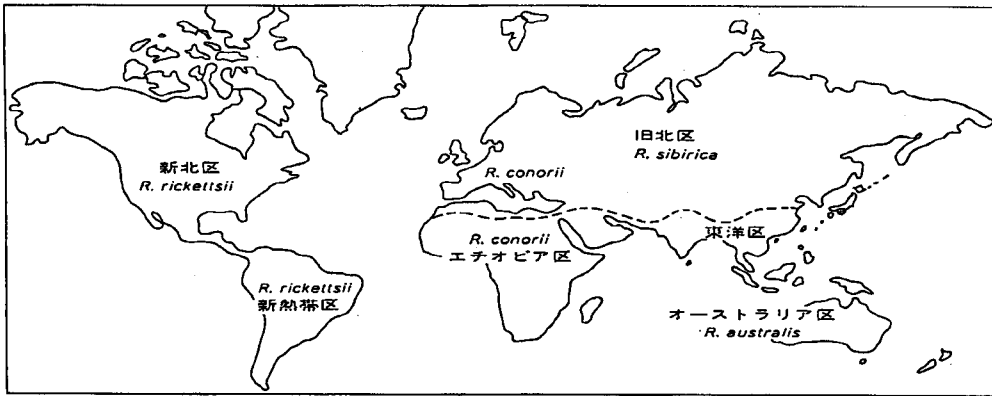 新北区
R. rickettsii
R. rickettsii
新熱帯区
R. conorii
R. conorii
エチオピア区
旧北区
R. sibirica
東洋区
オーストラリア区
R. australis